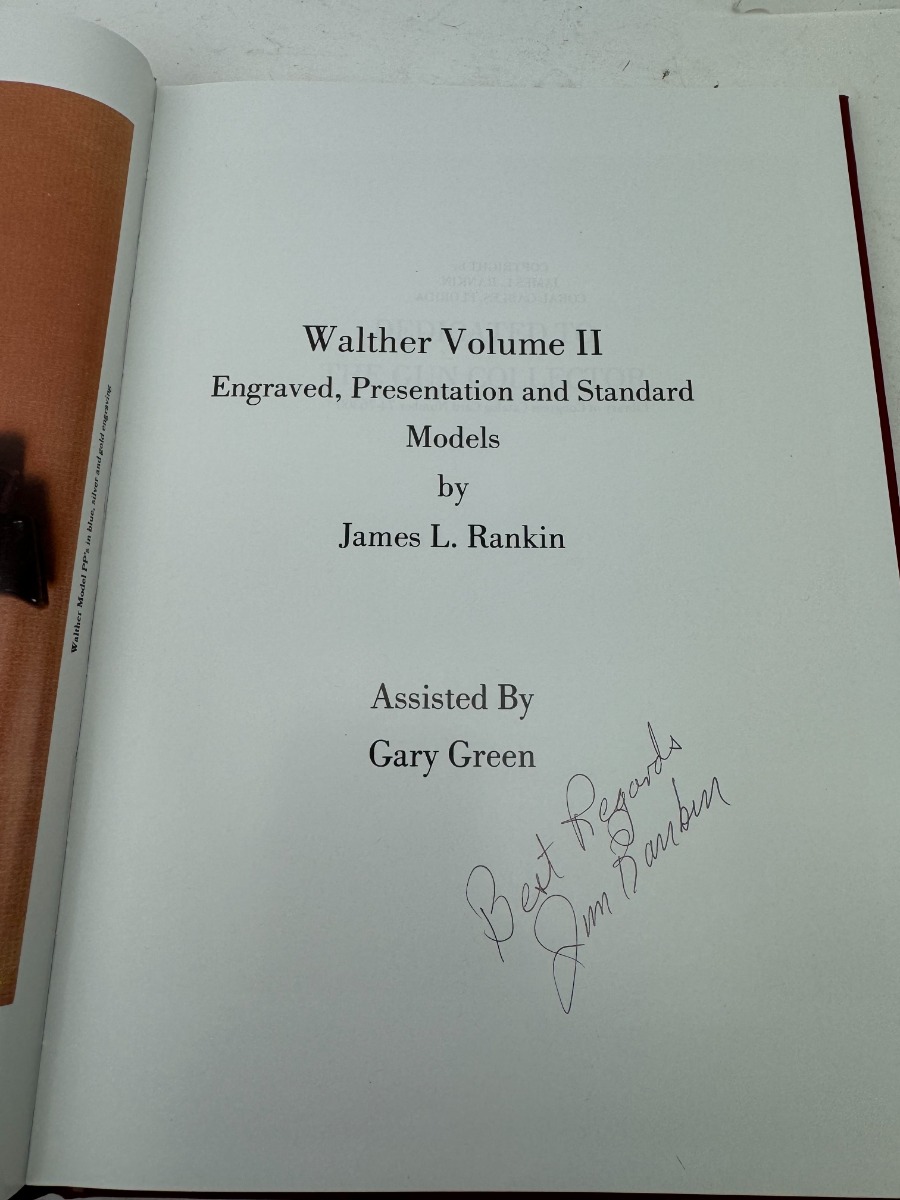 Walther Model PP's in blue, silver and gold engraving
Walther Volume II
Engraved, Presentation and Standard
Models
by
James L. Rankin
Assisted By
Gary Green
Best Regards
Jim Rankin